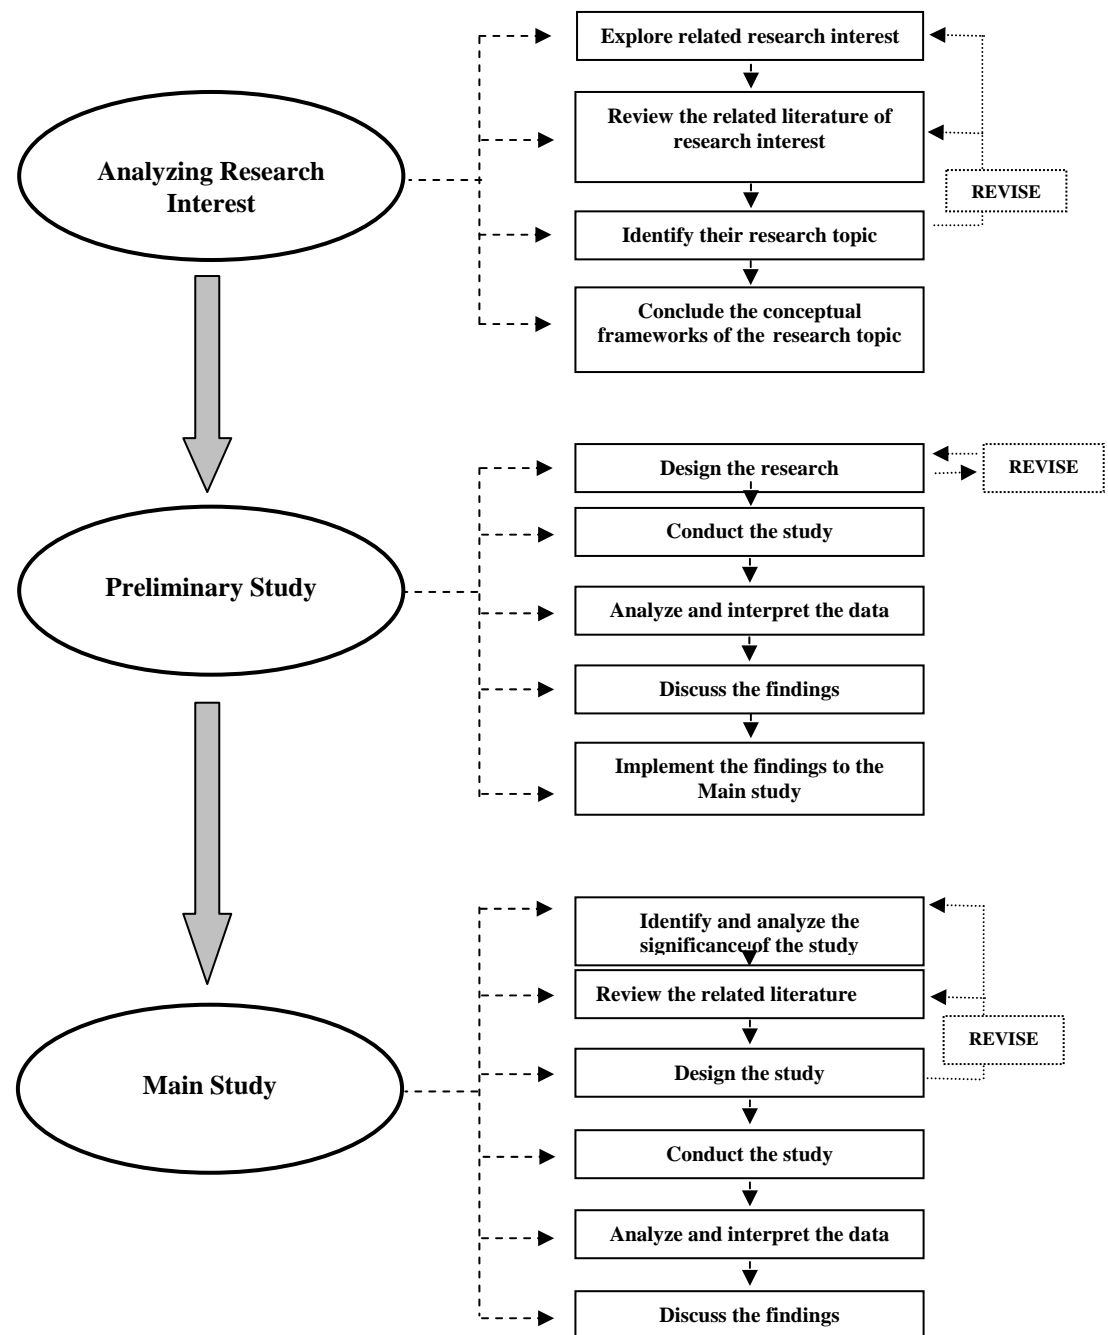 Explore related research interest
Review the related literature of
research interest
Analyzing Research
Interest
REVISE
Identify their research topic
Conclude the conceptual
frameworks of the research topic
Design the research
REVISE
Conduct the study
Preliminary Study
Analyze and interpret the data
Discuss the findings
Implement the findings to the
Main study
Identify and analyze the
significance of the study
Review the related literature
REVISE
Design the study
Main Study
Conduct the study
Analyze and interpret the data
Discuss the findings